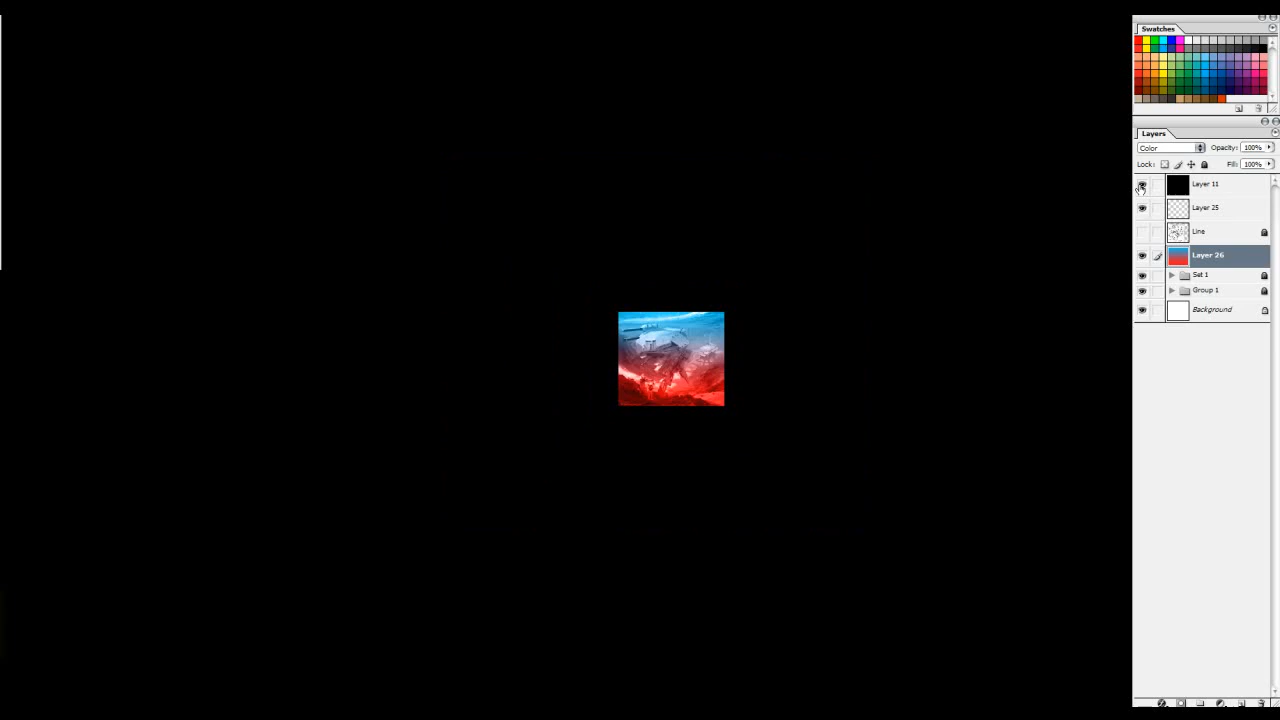 Swatches
Layers
Color Opacity: 100%
Lock: Fill: 100%
Layer 11
Layer 25
Line
Layer 26
Set 1
Group 1
Background